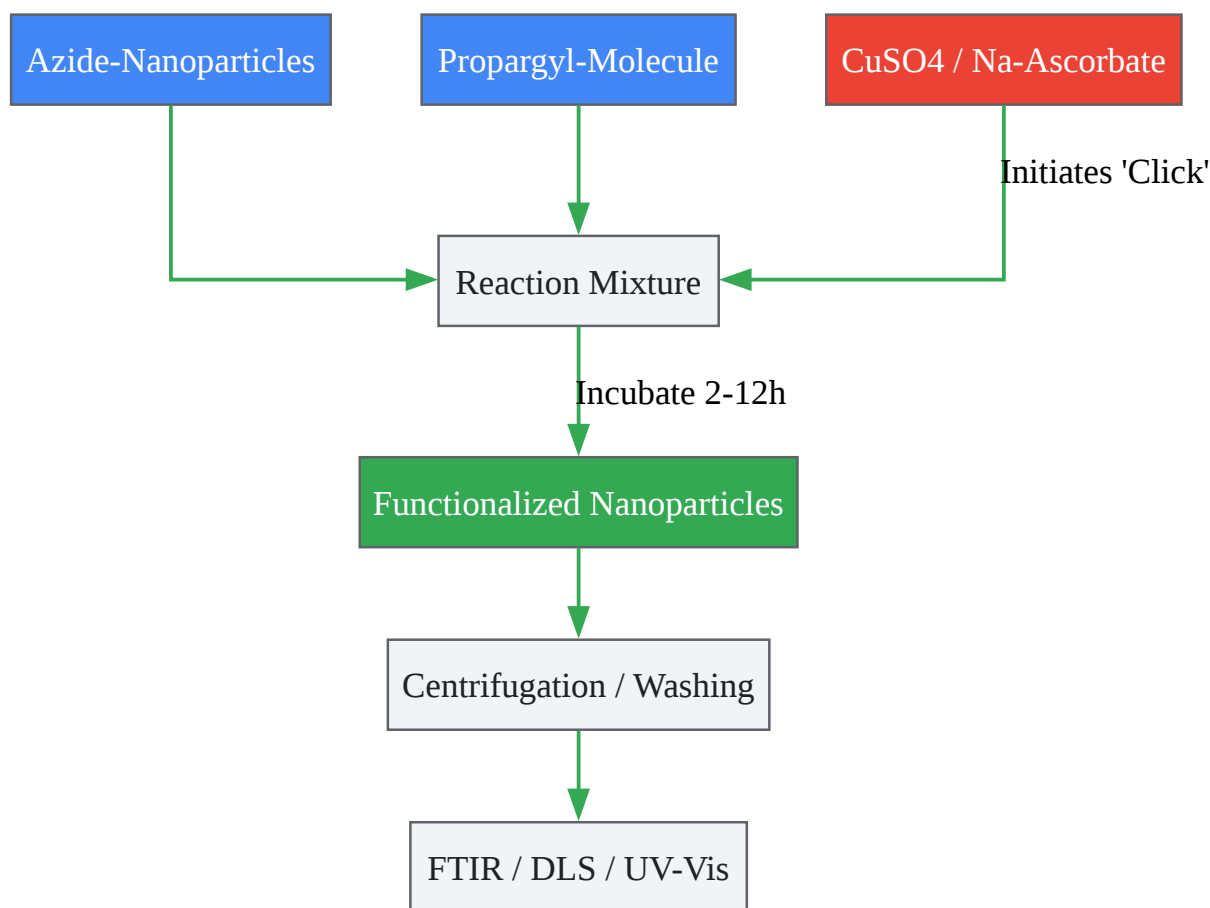 Azide-Nanoparticles
Propargyl-Molecule
CuSO4 / Na-Ascorbate
Initiates 'Click'
Reaction Mixture
Incubate 2-12h
Functionalized Nanoparticles
Centrifugation / Washing
FTIR / DLS / UV-Vis